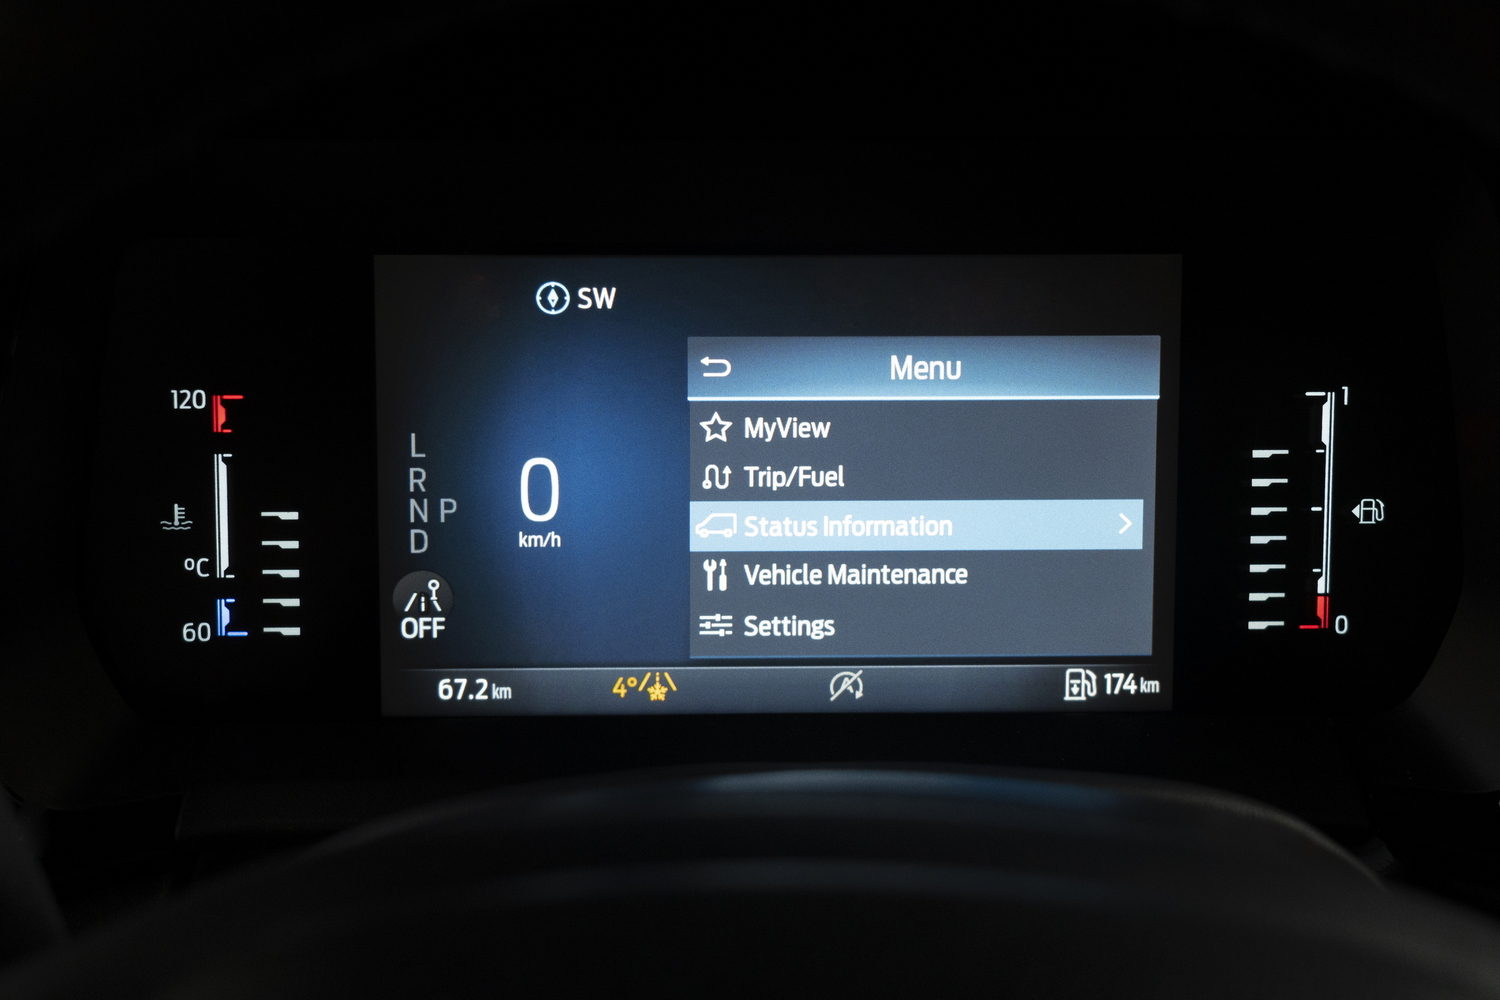 SW
Menu
MyView
Trip/Fuel
Status Information
Vehicle Maintenance
Settings
120
ºC
60
L
R
N P
D
0
km/h
OFF
1
0
67.2 km
4°
174 km